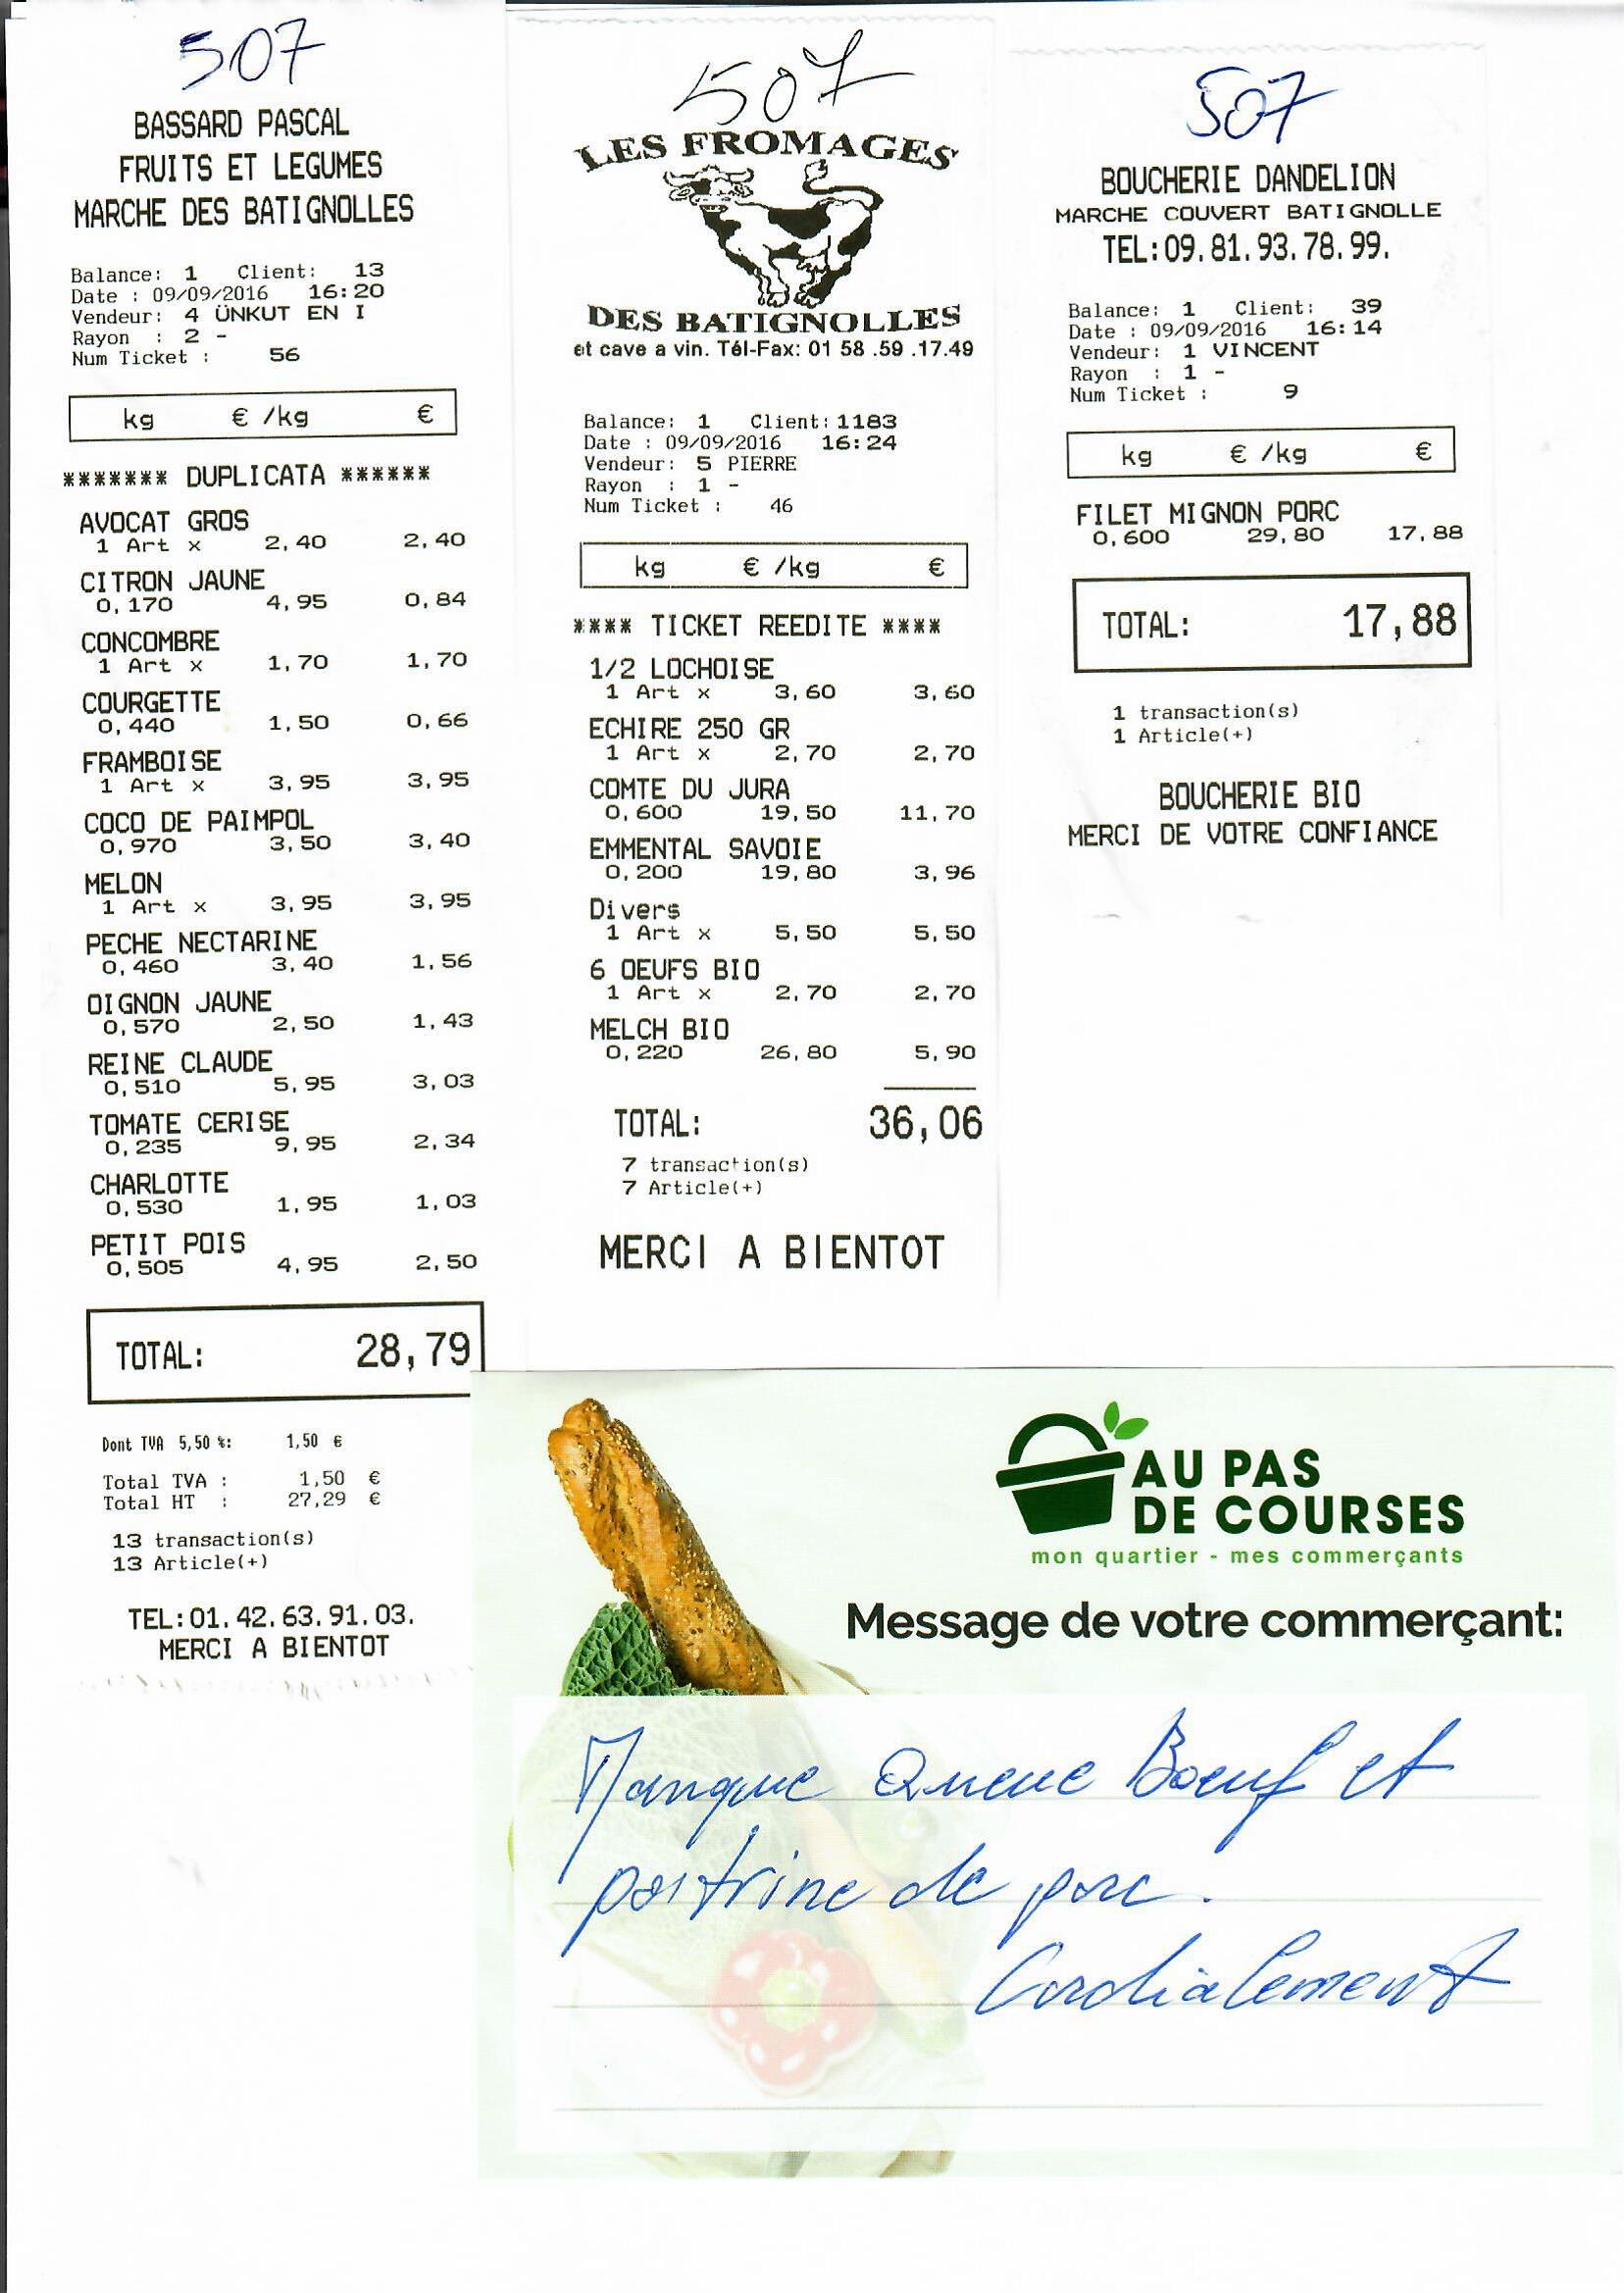 507
BASSARD PASCAL
FRUITS ET LEGUMES
MARCHE DES BATIGNOLLES
Balance: 1 Client: 13
Date : 09/09/2016 16:20
Vendeur: 4 ÜNKUT EN I
Rayon : 2 -
Num Ticket : 56
kg € /kg €
******* DUPLICATA ******
AVOCAT GROS
1 Art x 2,40 2,40
CITRON JAUNE
0,170 4,95 0,84
CONCOMBRE
1 Art x 1,70 1,70
COURGETTE
0,440 1,50 0,66
FRAMBOISE
1 Art x 3,95 3,95
COCO DE PAIMPOL
0,970 3,50 3,40
MELON
1 Art x 3,95 3,95
PECHE NECTARINE
0,460 3,40 1,56
OIGNON JAUNE
0,570 2,50 1,43
REINE CLAUDE
0,510 5,95 3,03
TOMATE CERISE
0,235 9,95 2,34
CHARLOTTE
0,530 1,95 1,03
PETIT POIS
0,505 4,95 2,50
TOTAL: 28,79
Dont TVA 5,50 %: 1,50 €
Total TVA : 1,50 €
Total HT : 27,29 €
13 transaction(s)
13 Article(+)
TEL:01.42.63.91.03.
MERCI A BIENTOT
507
LES FROMAGES
DES BATIGNOLLES
et cave a vin. Tél-Fax: 01 58 .59 .17.49
Balance: 1 Client: 1183
Date : 09/09/2016 16:24
Vendeur: 5 PIERRE
Rayon : 1 -
Num Ticket : 46
kg € /kg €
**** TICKET REEDITE ****
1/2 LOCHOISE
1 Art x 3,60 3,60
ECHIRE 250 GR
1 Art x 2,70 2,70
COMTE DU JURA
0,600 19,50 11,70
EMMENTAL SAVOIE
0,200 19,80 3,96
Divers
1 Art x 5,50 5,50
6 OEUFS BIO
1 Art x 2,70 2,70
MELCH BIO
0,220 26,80 5,90
TOTAL: 36,06
7 transaction(s)
7 Article(+)
MERCI A BIENTOT
507
BOUCHERIE DANDELION
MARCHE COUVERT BATIGNOLLE
TEL:09.81.93.78.99.
Balance: 1 Client: 39
Date : 09/09/2016 16:14
Vendeur: 1 VINCENT
Rayon : 1 -
Num Ticket : 9
kg € /kg €
FILET MIGNON PORC
0,600 29,80 17,88
TOTAL: 17,88
1 transaction(s)
1 Article(+)
BOUCHERIE BIO
MERCI DE VOTRE CONFIANCE
AU PAS
DE COURSES
mon quartier - mes commerçants
Message de votre commerçant:
Manque Queue Boeuf et
poitrine de porc.
Cordialement